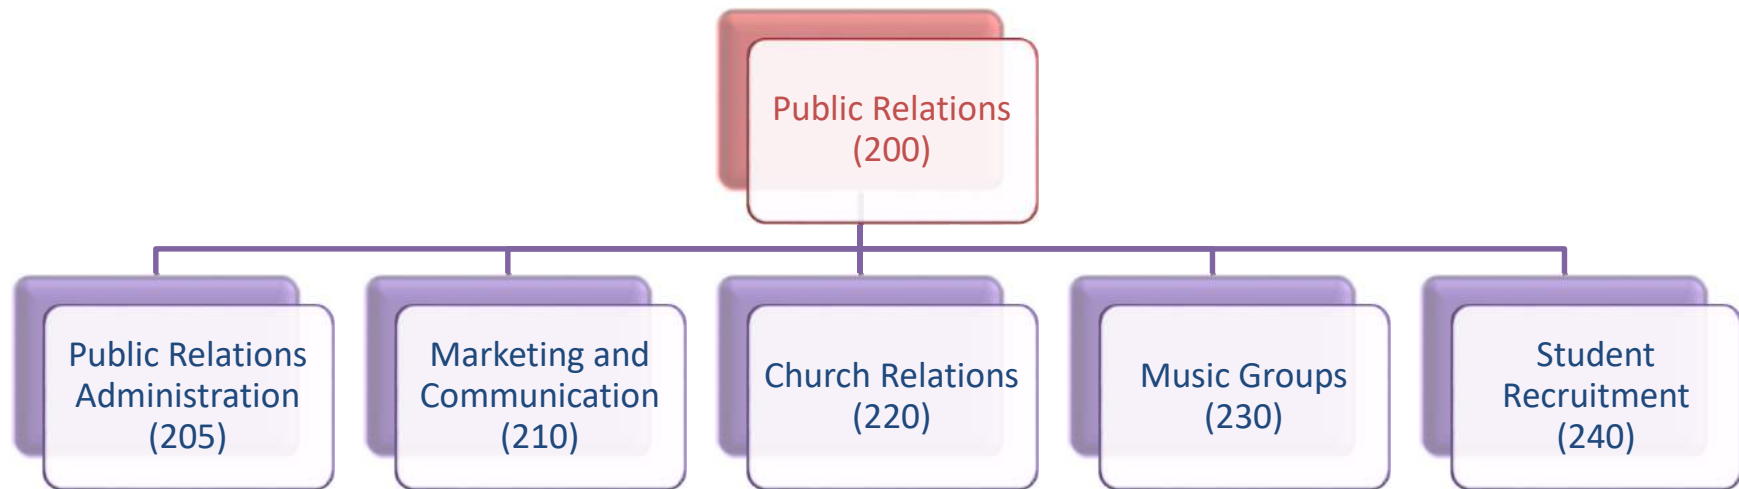 Public Relations
(200)
Public Relations
Administration
(205)
Marketing and
Communication
(210)
Church Relations
(220)
Music Groups
(230)
Student
Recruitment
(240)